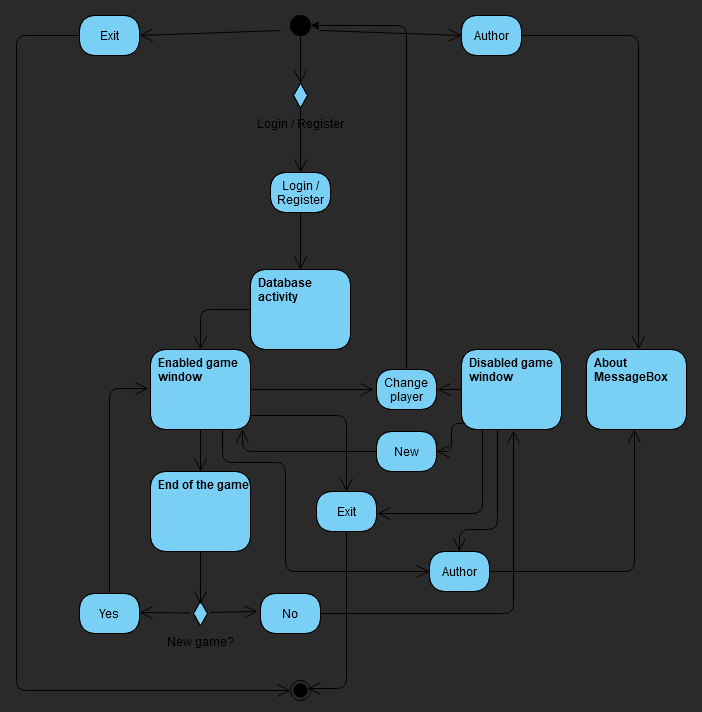 Exit
Author
Login / Register
Login /
Register
Database
activity
Enabled game
window
Change
player
Disabled game
window
About
MessageBox
New
End of the game
Exit
Author
Yes
No
New game?